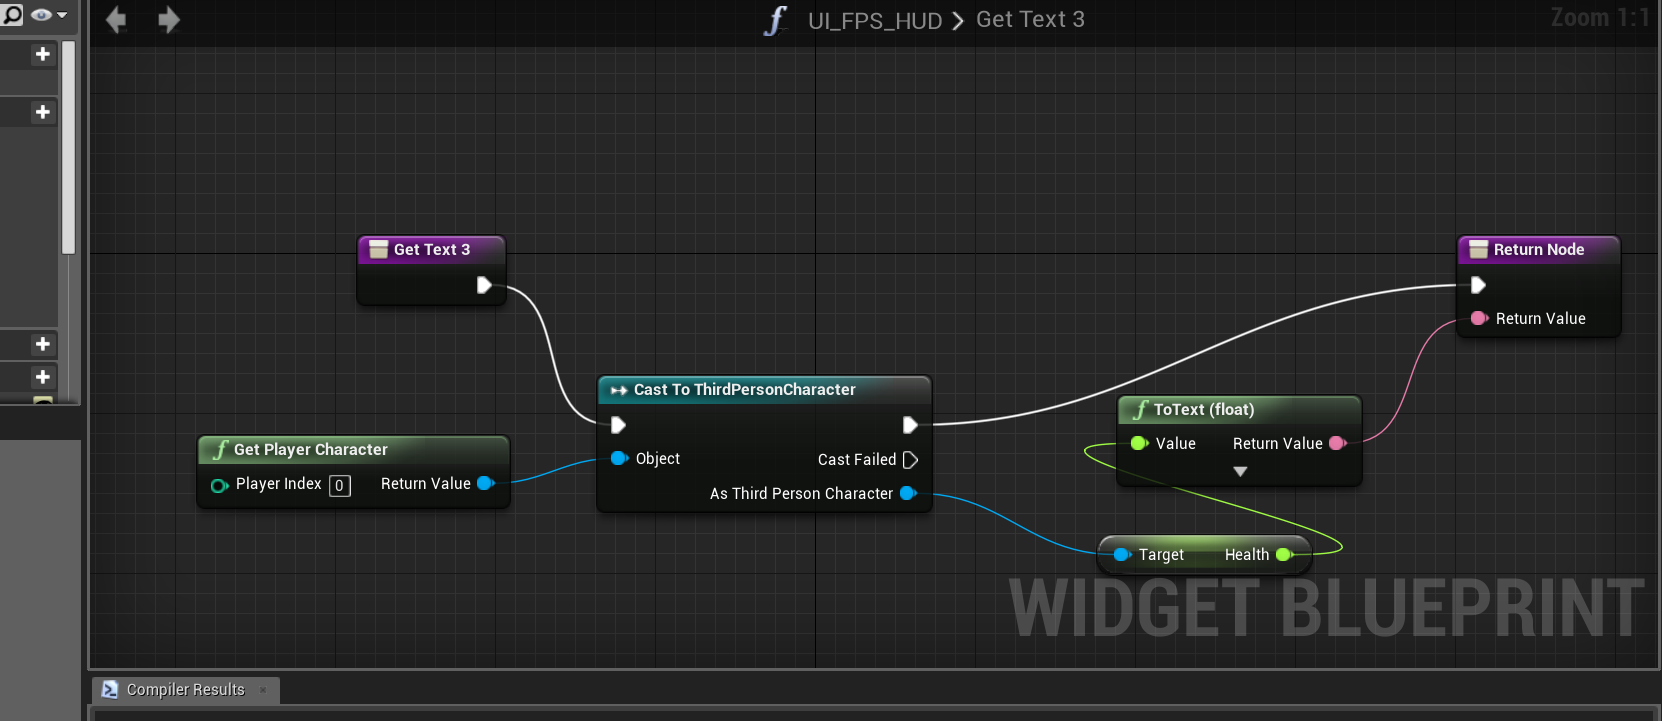 UI_FPS_HUD > Get Text 3
Zoom 1:1
Get Text 3
Return Node
Return Value
Cast To ThirdPersonCharacter
Object
Cast Failed
As Third Person Character
ToText (float)
Value Return Value
Get Player Character
Player Index 0 Return Value
Target Health
WIDGET BLUEPRINT
Compiler Results